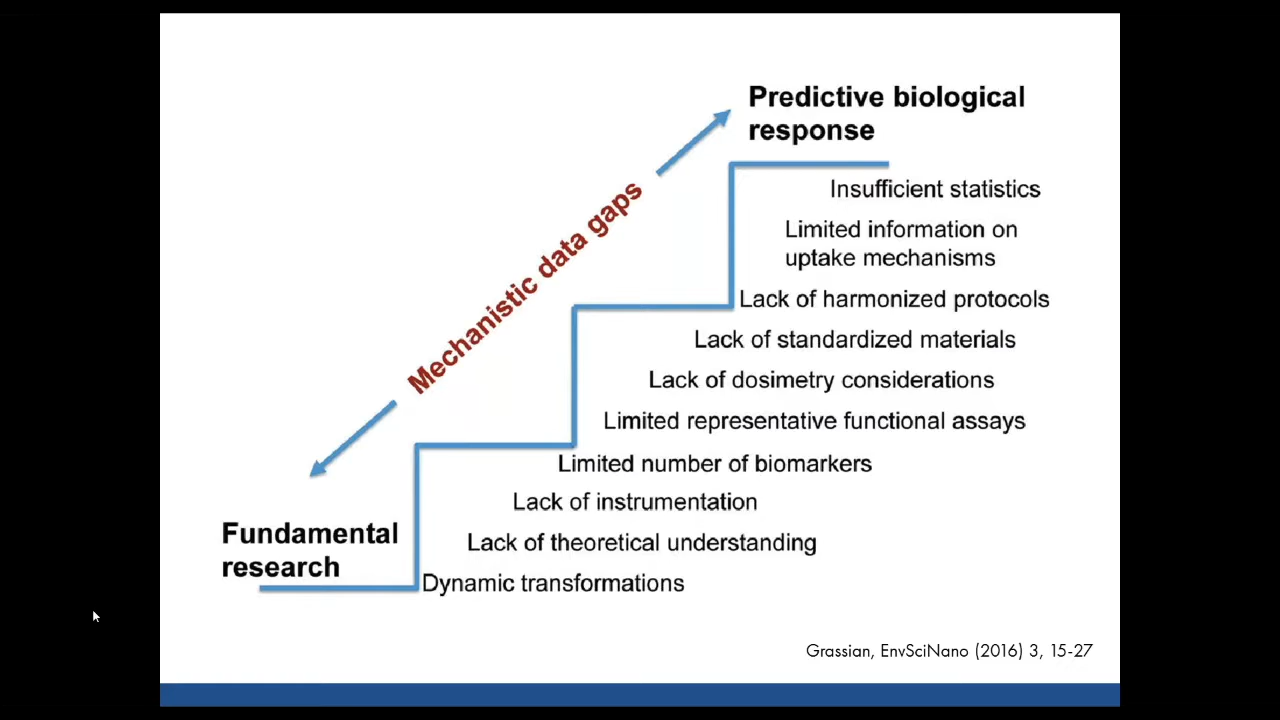 Predictive biological
response
Insufficient statistics
Limited information on
uptake mechanisms
Mechanistic data gaps
Lack of harmonized protocols
Lack of standardized materials
Lack of dosimetry considerations
Limited representative functional assays
Limited number of biomarkers
Lack of instrumentation
Fundamental
research
Lack of theoretical understanding
Dynamic transformations
Grassian, EnvSciNano (2016) 3, 15-27